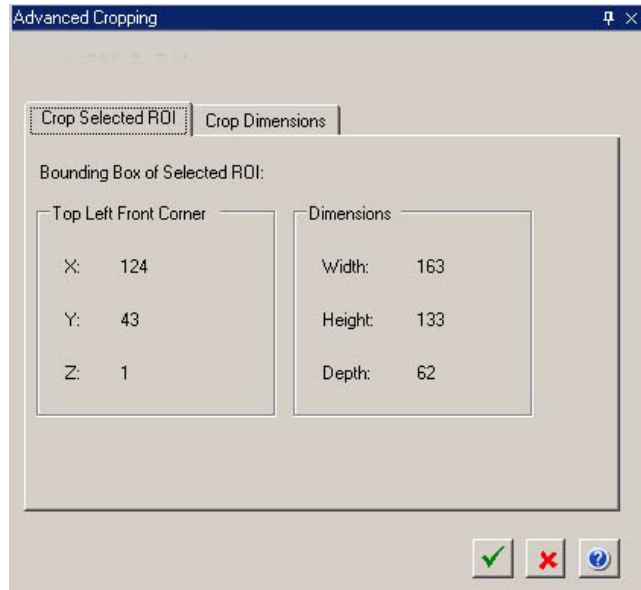 Advanced Cropping
Crop Selected ROI
Crop Dimensions
Bounding Box of Selected ROI:
Top Left Front Corner
X: 124
Y: 43
Z: 1
Dimensions
Width: 163
Height: 133
Depth: 62